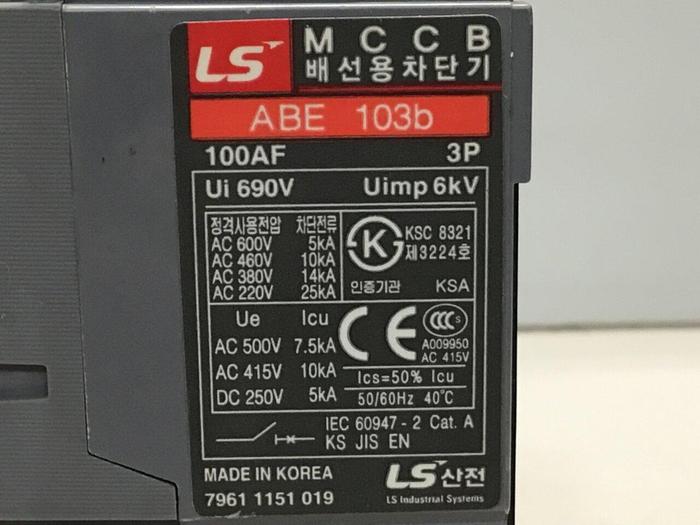 LS
MCCB
배선용차단기
ABE 103b
100AF 3P
Ui 690V Uimp 6kV
정격사용전압 차단전류
AC 600V 5kA
AC 460V 10kA
AC 380V 14kA
AC 220V 25kA
K KSC 8321
제3224호
인증기관 KSA
Ue Icu
AC 500V 7.5kA
AC 415V 10kA
DC 250V 5kA
CE
CCC S
A009950
AC 415V
Ics=50% Icu
50/60Hz 40℃
IEC 60947-2 Cat. A
KS JIS EN
MADE IN KOREA
7961 1151 019
LS산전
LS Industrial Systems